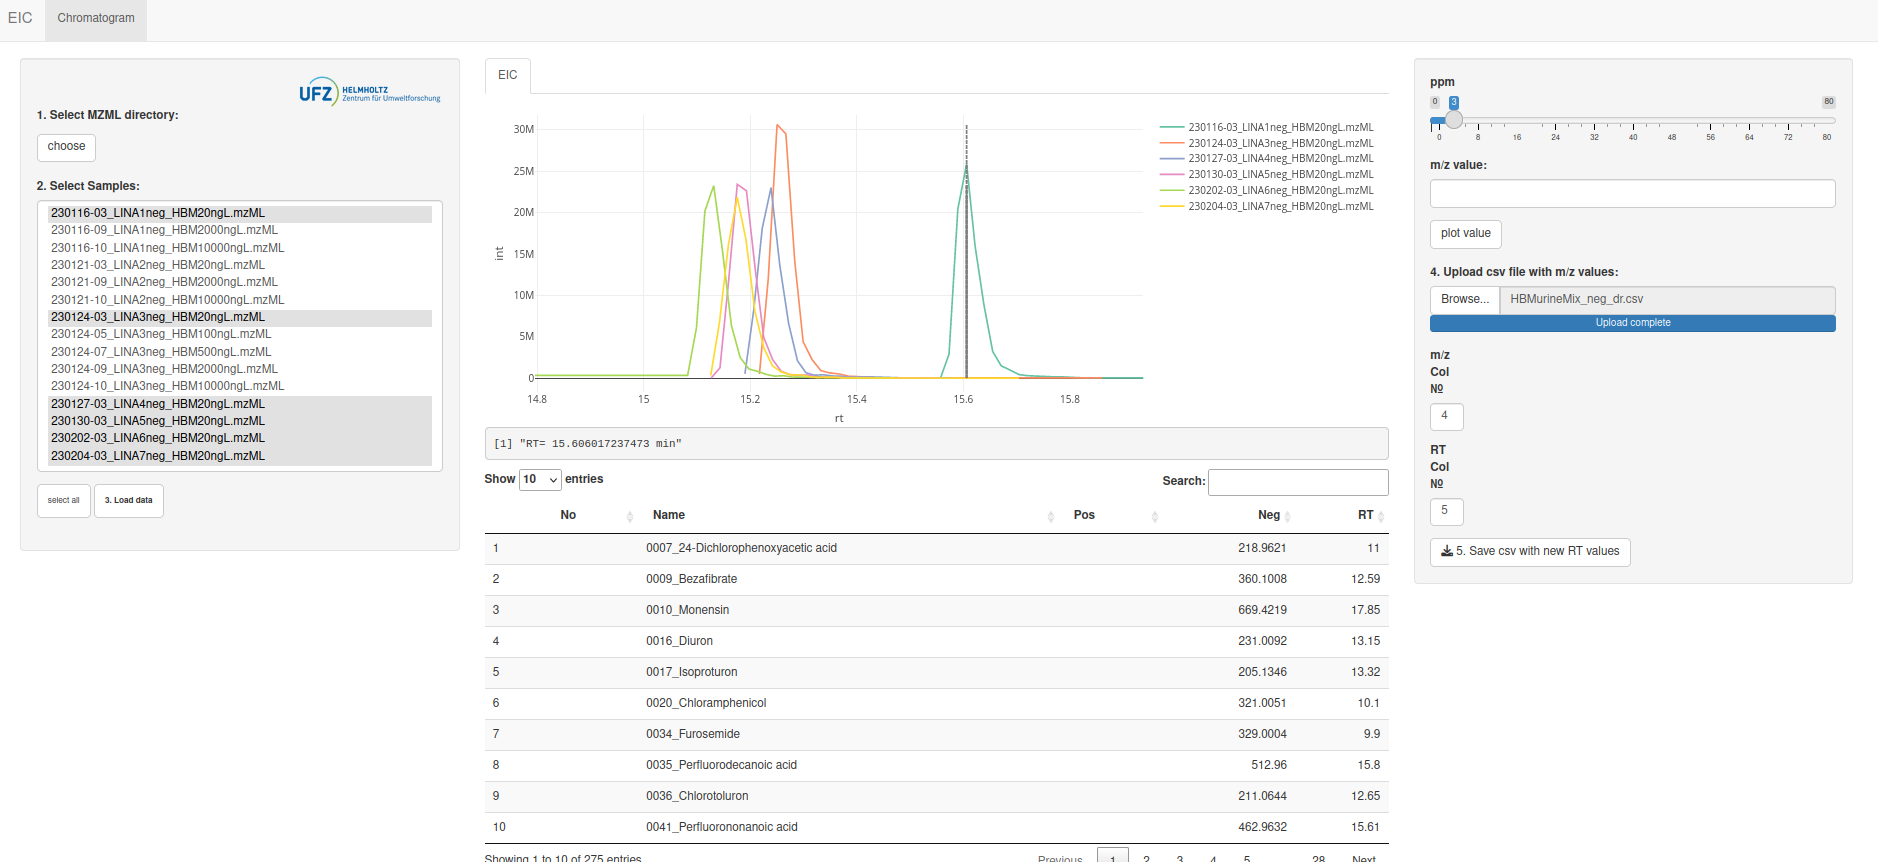 EIC
Chromatogram
UFZ HELMHOLTZ
Zentrum für Umweltforschung
1. Select MZML directory:
choose
2. Select Samples:
230116-03_LINA1neg_HBM20ngL.mzML
230116-09_LINA1neg_HBM2000ngL.mzML
230116-10_LINA1neg_HBM10000ngL.mzML
230121-03_LINA2neg_HBM20ngL.mzML
230121-09_LINA2neg_HBM2000ngL.mzML
230121-10_LINA2neg_HBM10000ngL.mzML
230124-03_LINA3neg_HBM20ngL.mzML
230124-05_LINA3neg_HBM100ngL.mzML
230124-07_LINA3neg_HBM500ngL.mzML
230124-09_LINA3neg_HBM2000ngL.mzML
230124-10_LINA3neg_HBM10000ngL.mzML
230127-03_LINA4neg_HBM20ngL.mzML
230130-03_LINA5neg_HBM20ngL.mzML
230202-03_LINA6neg_HBM20ngL.mzML
230204-03_LINA7neg_HBM20ngL.mzML
select all
3. Load data
EIC
30M
25M
20M
15M
10M
5M
0
int
14.8 15 15.2 15.4 15.6 15.8
rt
230116-03_LINA1neg_HBM20ngL.mzML
230124-03_LINA3neg_HBM20ngL.mzML
230127-03_LINA4neg_HBM20ngL.mzML
230130-03_LINA5neg_HBM20ngL.mzML
230202-03_LINA6neg_HBM20ngL.mzML
230204-03_LINA7neg_HBM20ngL.mzML
[1] "RT= 15.606017237473 min"
Show 10 entries
Search:
No Name Pos Neg RT
1 0007_24-Dichlorophenoxyacetic acid 218.9621 11
2 0009_Bezafibrate 360.1008 12.59
3 0010_Monensin 669.4219 17.85
4 0016_Diuron 231.0092 13.15
5 0017_Isoproturon 205.1346 13.32
6 0020_Chloramphenicol 321.0051 10.1
7 0034_Furosemide 329.0004 9.9
8 0035_Perfluorodecanoic acid 512.96 15.8
9 0036_Chlorotoluron 211.0644 12.65
10 0041_Perfluorononanoic acid 462.9632 15.61
Showing 1 to 10 of 275 entries
Previous 1 2 3 4 5 28 Next
ppm
0 3 80
0 8 16 24 32 40 48 56 64 72 80
m/z value:
plot value
4. Upload csv file with m/z values:
Browse... HBMurineMix_neg_dr.csv
Upload complete
m/z
Col
№
4
RT
Col
№
5
5. Save csv with new RT values